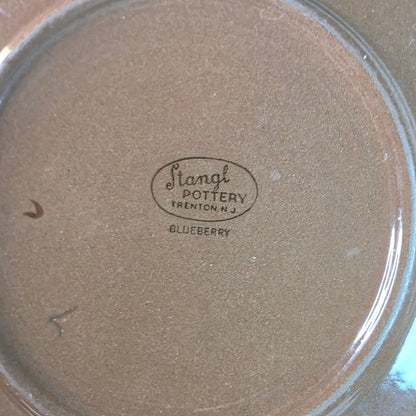 Stangl
POTTERY
TRENTON. N. J
BLUEBERRY